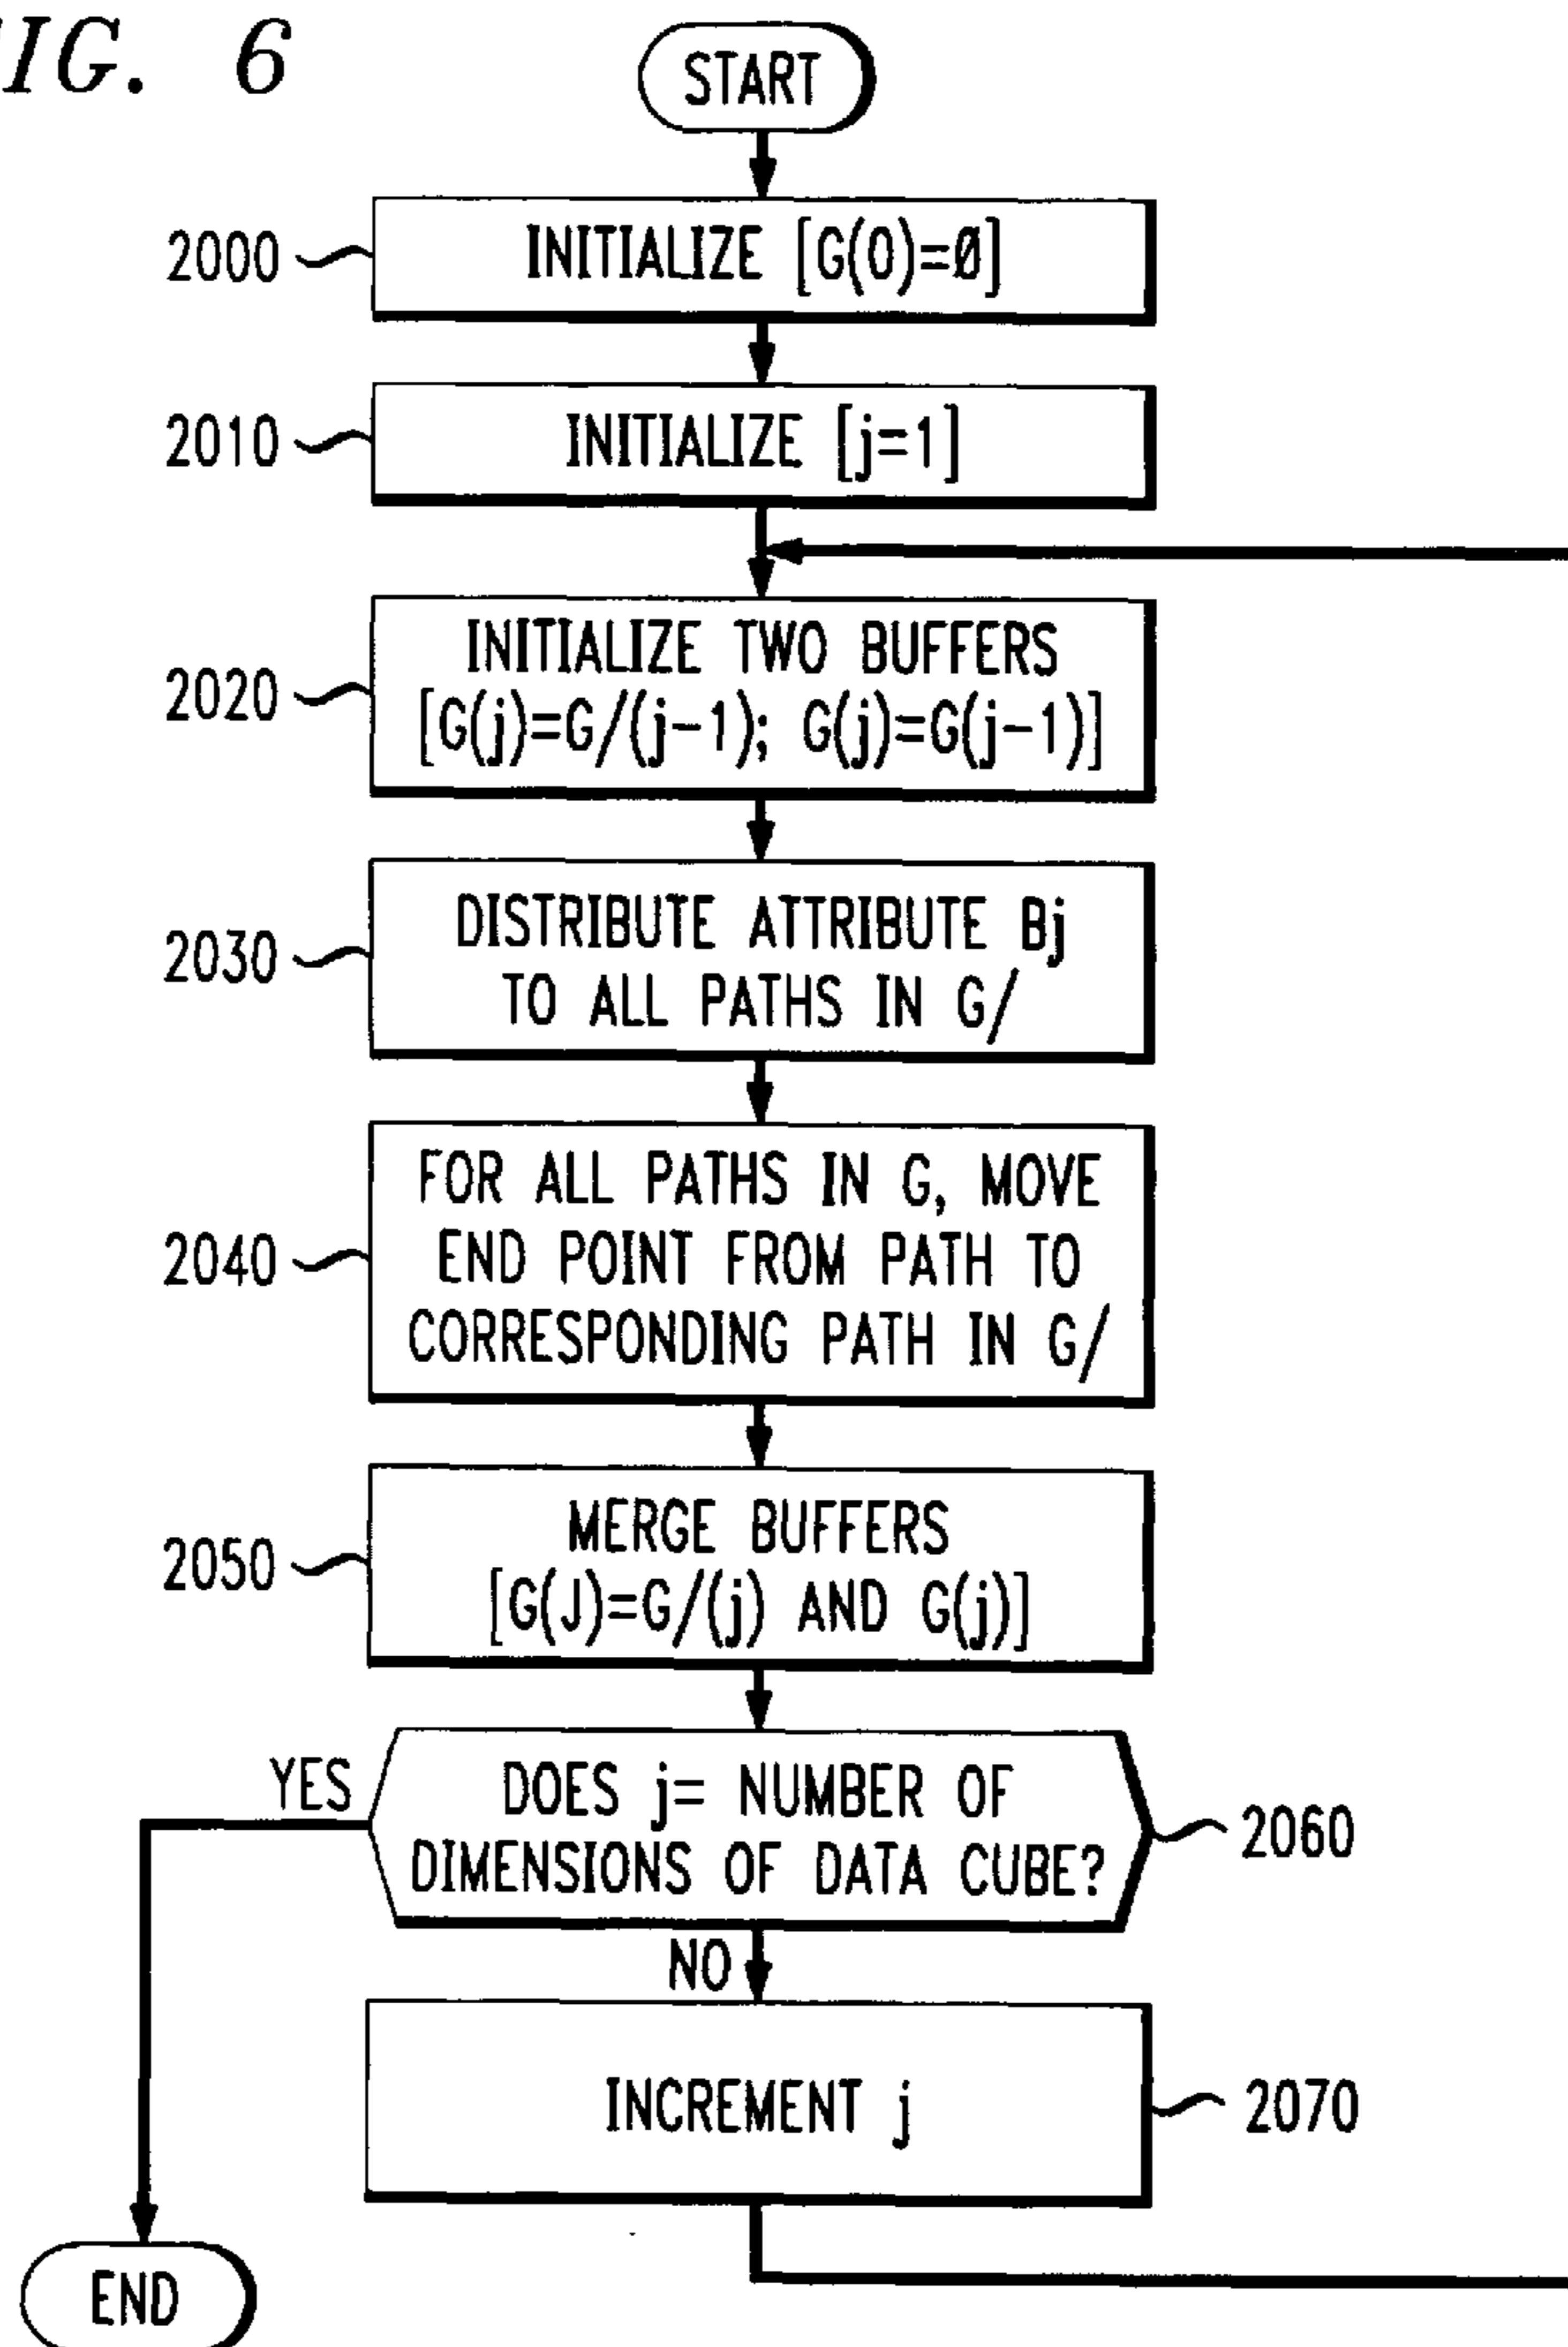 IG. 6
START
2000
INITIALIZE [G(0)=Ø]
2010
INITIALIZE [j=1]
2020
INITIALIZE TWO BUFFERS
[G(j)=G/(j-1); G(j)=G(j-1)]
2030
DISTRIBUTE ATTRIBUTE Bj
TO ALL PATHS IN G/
2040
FOR ALL PATHS IN G, MOVE
END POINT FROM PATH TO
CORRESPONDING PATH IN G/
2050
MERGE BUFFERS
[G(J)=G/(j) AND G(j)]
YES
DOES j= NUMBER OF
DIMENSIONS OF DATA CUBE?
2060
NO
INCREMENT j
2070
END